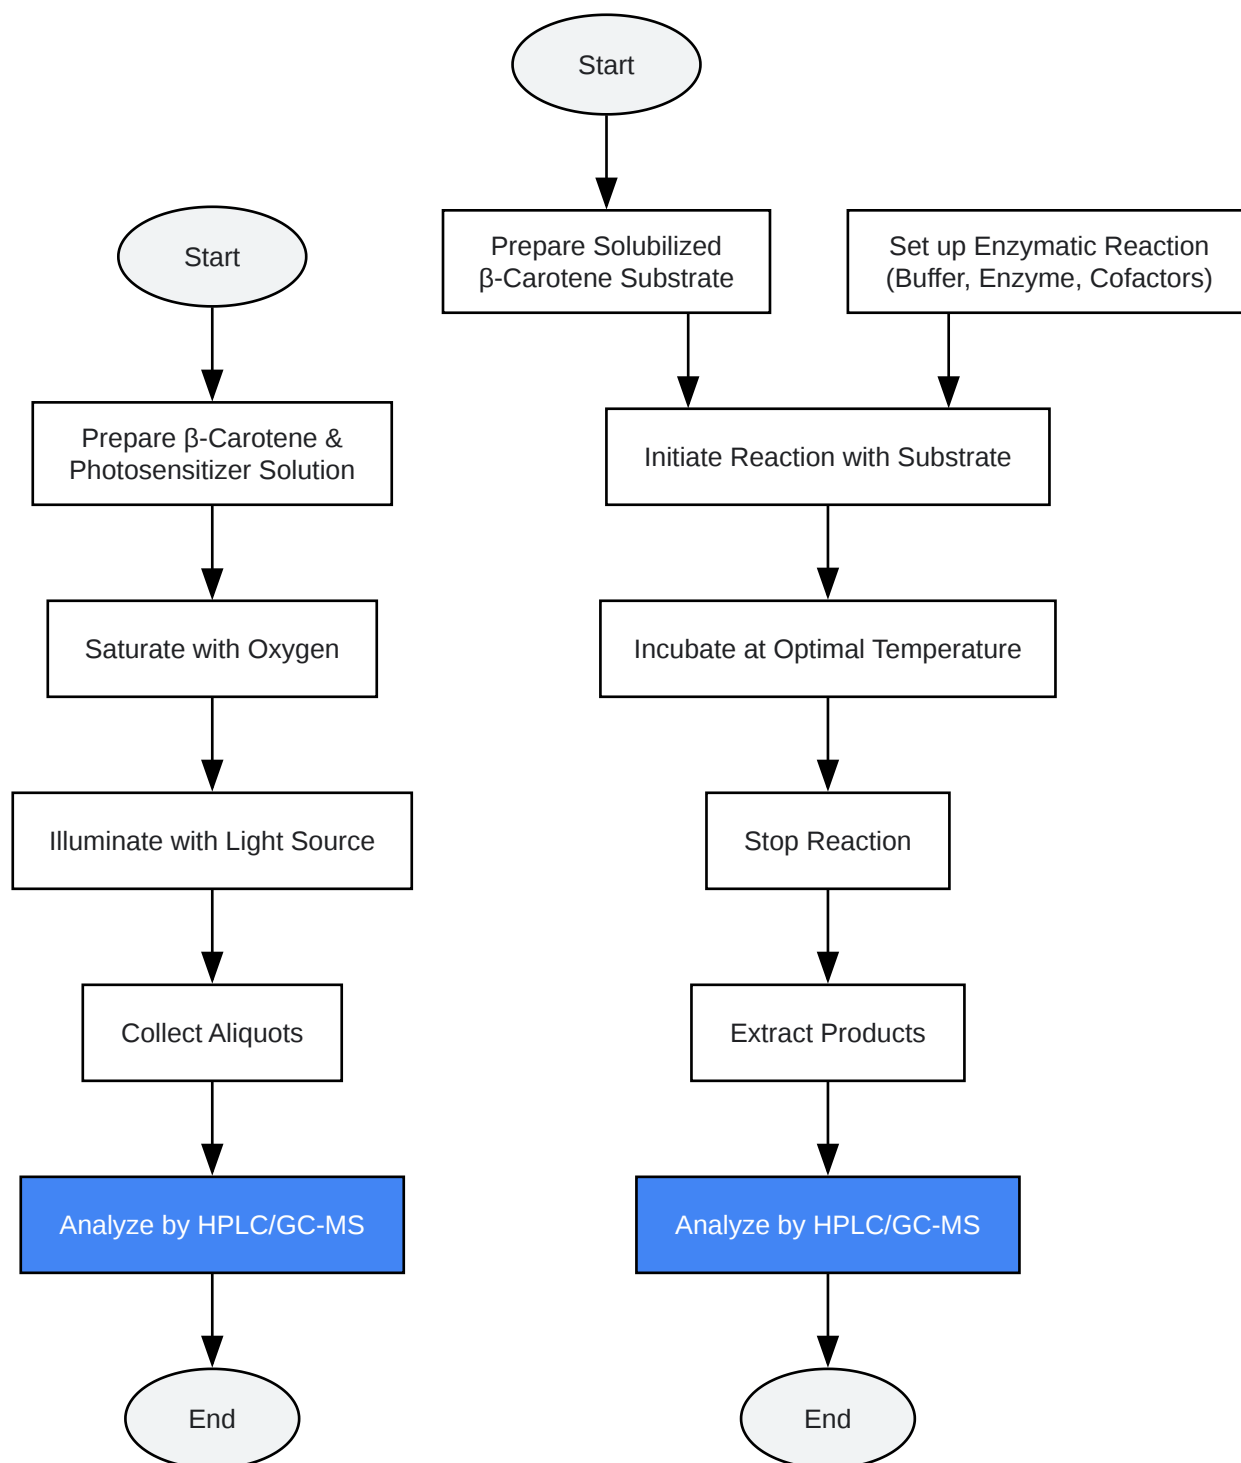 Start
Prepare β-Carotene &
Photosensitizer Solution
Saturate with Oxygen
Illuminate with Light Source
Collect Aliquots
Analyze by HPLC/GC-MS
End
Start
Prepare Solubilized
β-Carotene Substrate
Set up Enzymatic Reaction
(Buffer, Enzyme, Cofactors)
Initiate Reaction with Substrate
Incubate at Optimal Temperature
Stop Reaction
Extract Products
Analyze by HPLC/GC-MS
End